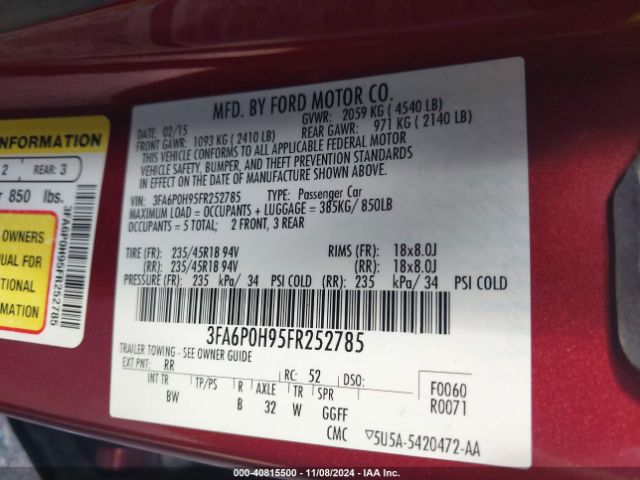 MFD. BY FORD MOTOR CO.
DATE: 02/15 GVWR: 2059 KG (4540 LB)
FRONT GAWR: 1093 KG (2410 LB) REAR GAWR: 971 KG (2140 LB)
THIS VEHICLE CONFORMS TO ALL APPLICABLE FEDERAL MOTOR
VEHICLE SAFETY, BUMPER, AND THEFT PREVENTION STANDARDS
IN EFFECT ON THE DATE OF MANUFACTURE SHOWN ABOVE.
VIN: 3FA6P0H95FR252785 TYPE: Passenger Car
MAXIMUM LOAD = OCCUPANTS + LUGGAGE = 385KG/850LB
OCCUPANTS = 5 TOTAL; 2 FRONT, 3 REAR
TIRE (FR): 235/45R18 94V RIMS (FR): 18x8.0J
(RR): 235/45R18 94V (RR): 18x8.0J
PRESSURE (FR): 235 kPa/ 34 PSI COLD (RR): 235 kPa/ 34 PSI COLD
3FA6P0H95FR252785
TRAILER TOWING - SEE OWNER GUIDE
EXT PNT: RR RC: 52 DSO:
INT TR TP/PS R AXLE TR SPR F0060
BW B 32 W GGFF R0071
CMC ▽5U5A-5420472-AA
NFORMATION
2 REAR: 3
r 850 lbs.
OWNERS
NUAL FOR
TIONAL
RMATION
3FA6P0H95FR252785
000-40815500 - 11/08/2024 - IAA Inc.